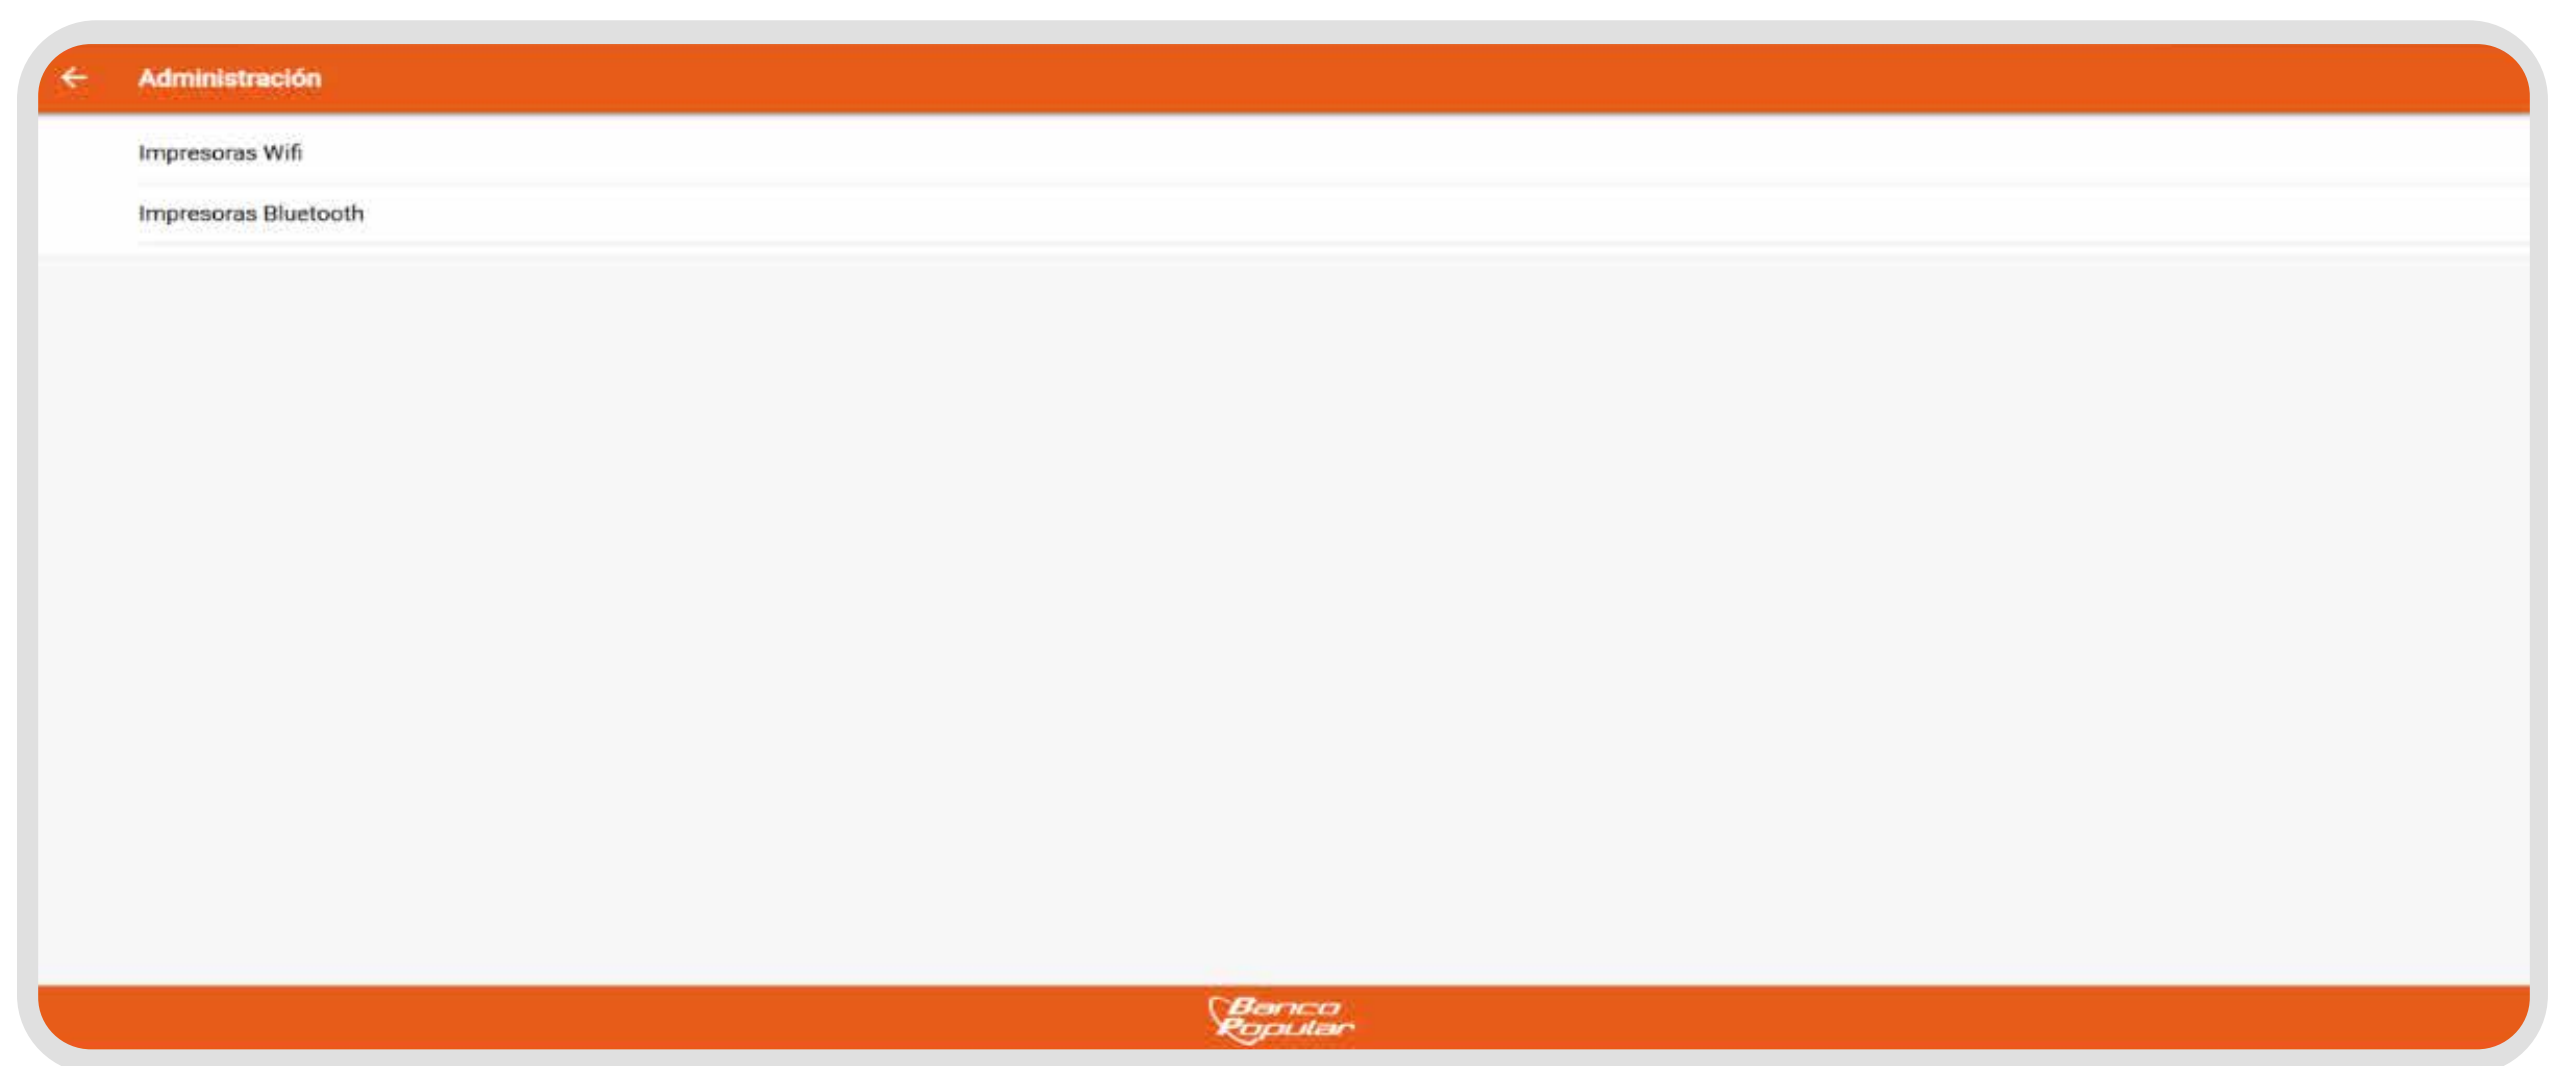 Administración
Impresoras Wifi
Impresoras Bluetooth
Banco
Popular